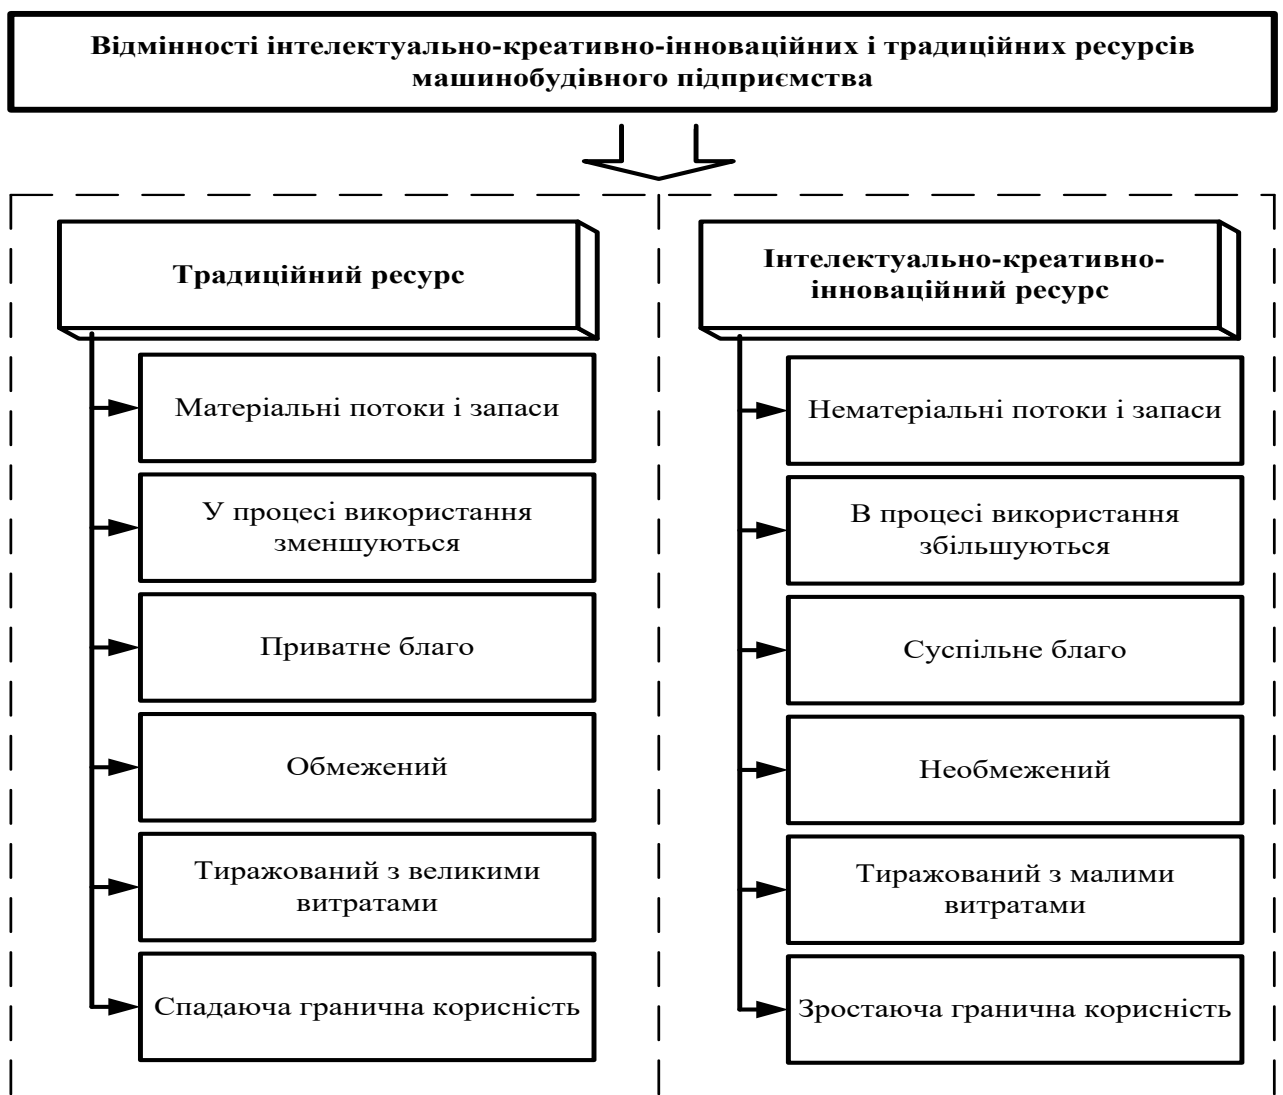 Відмінності інтелектуально-креативно-інноваційних і традиційних ресурсів
машинобудівного підприємства
Традиційний ресурс
Матеріальні потоки і запаси
У процесі використання
зменшуються
Приватне благо
Обмежений
Тиражований з великими
витратами
Спадаюча гранична корисність
Інтелектуально-креативно-
інноваційний ресурс
Нематеріальні потоки і запаси
В процесі використання
збільшуються
Суспільне благо
Необмежений
Тиражований з малими
витратами
Зростаюча гранична корисність